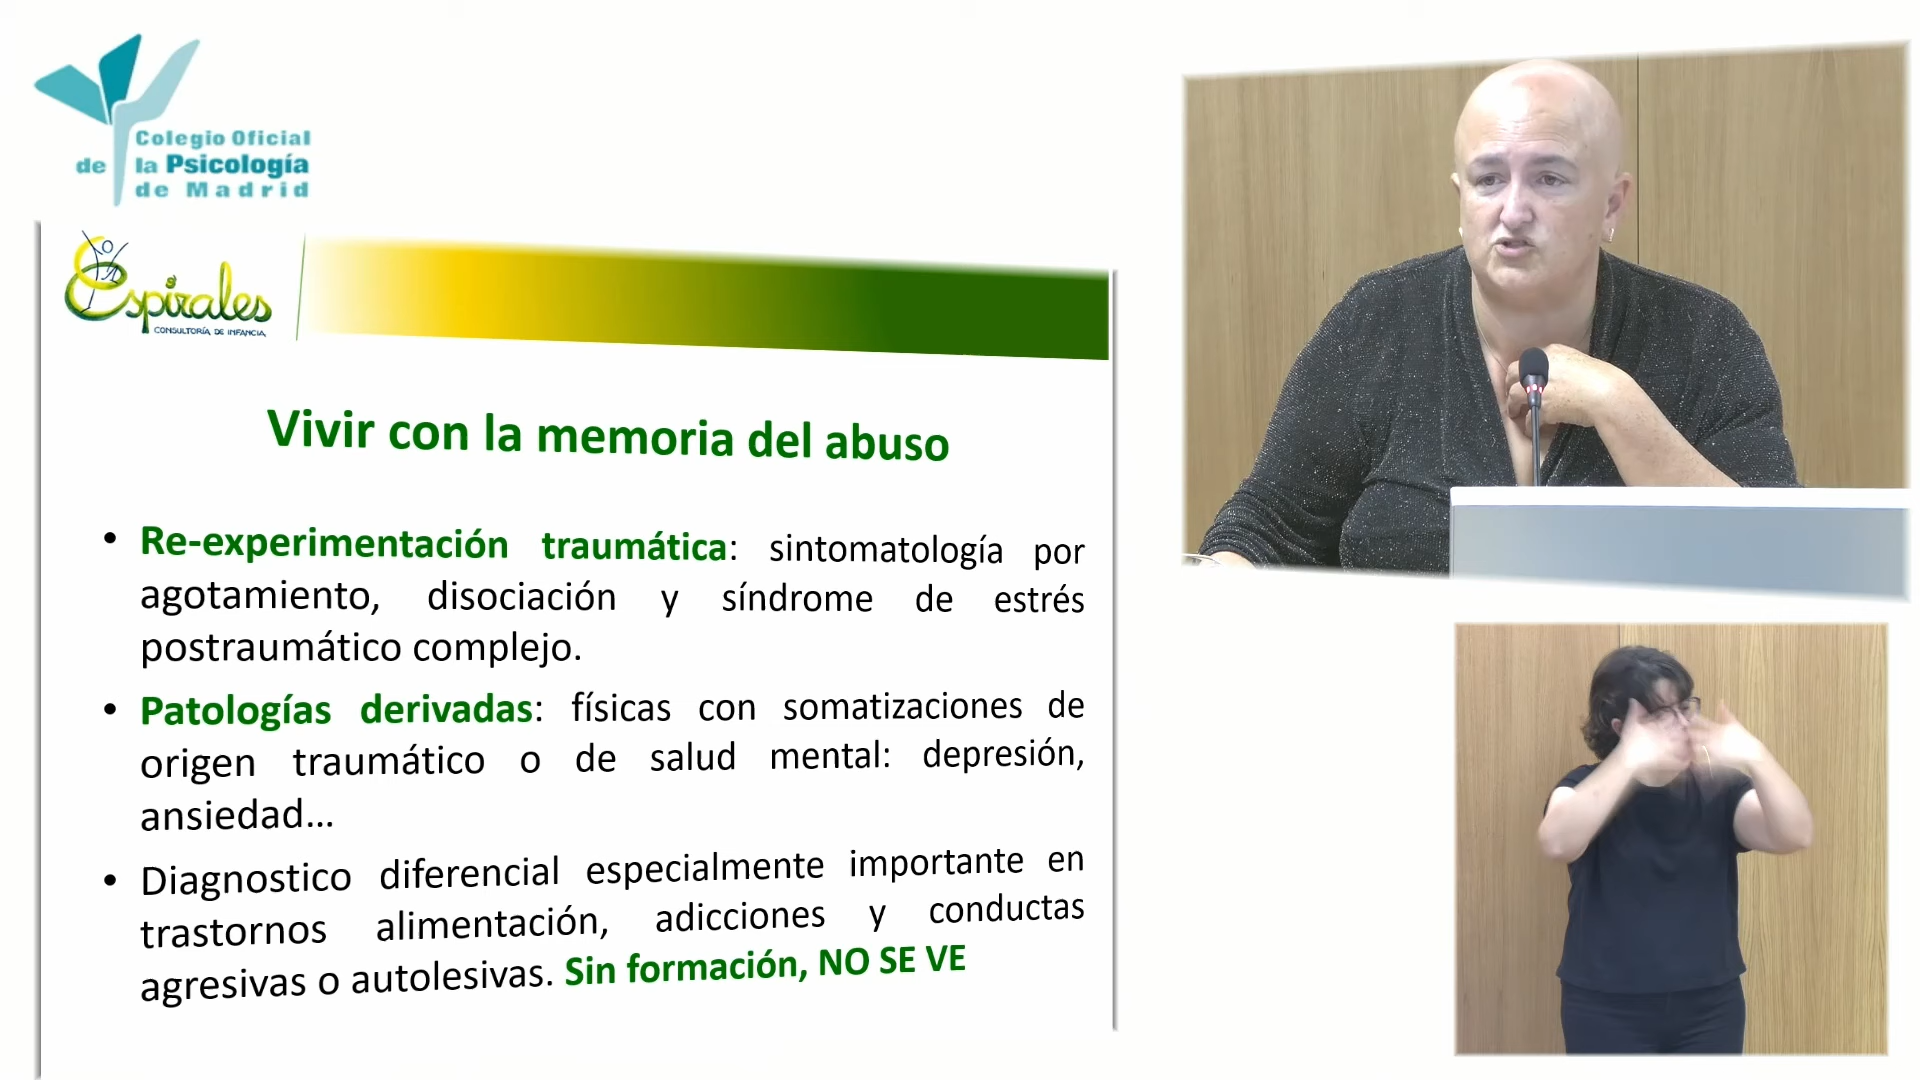 Colegio Oficial
de la Psicología
de Madrid
Espirales
CONSULTORÍA DE INFANCIA
Vivir con la memoria del abuso
• Re-experimentación traumática: sintomatología por
agotamiento, disociación y síndrome de estrés
postraumático complejo.
• Patologías derivadas: físicas con somatizaciones de
origen traumático o de salud mental: depresión,
ansiedad...
• Diagnostico diferencial especialmente importante en
trastornos alimentación, adicciones y conductas
agresivas o autolesivas. Sin formación, NO SE VE